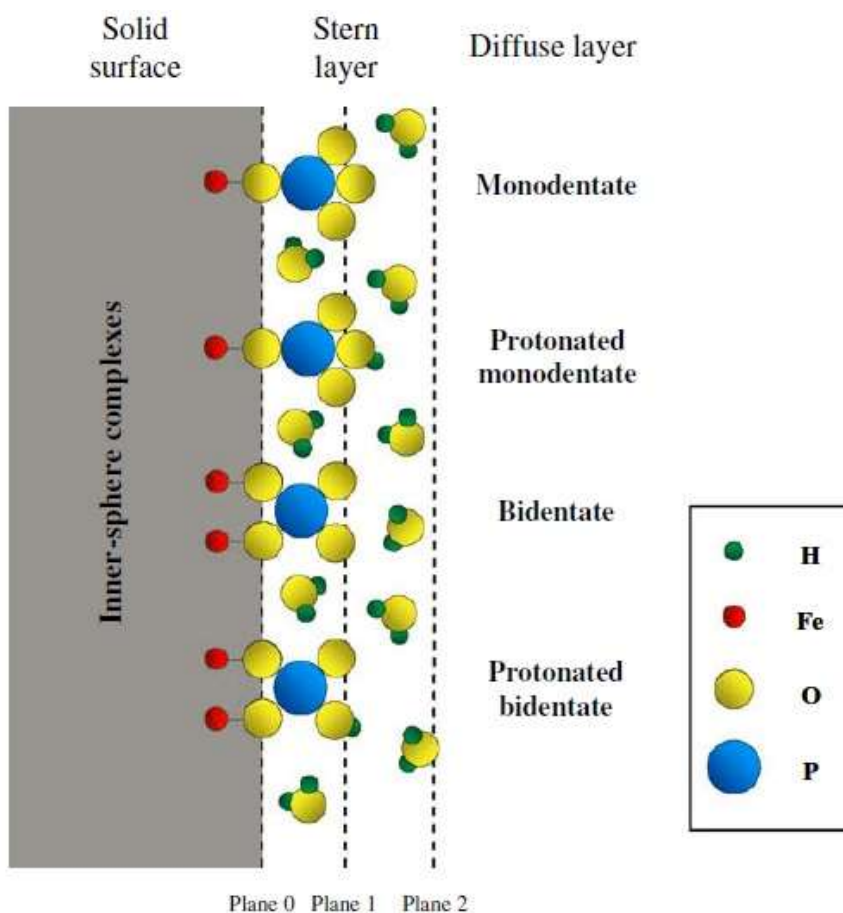 Solid
surface
Stern
layer
Diffuse layer
Inner-sphere complexes
Monodentate
Protonated
monodentate
Bidentate
Protonated
bidentate
H
Fe
O
P
Plane 0
Plane 1
Plane 2